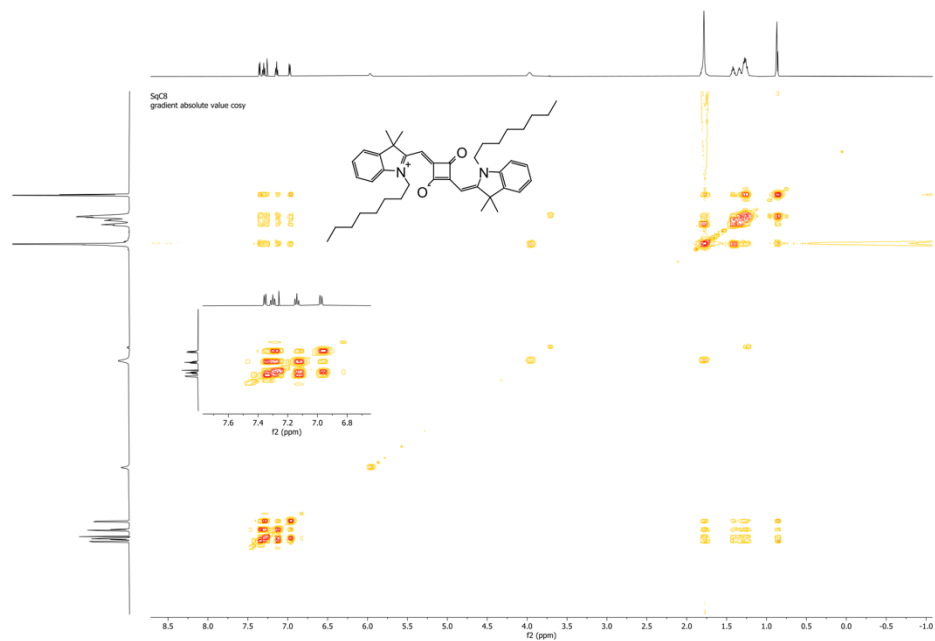 SqC8
gradient absolute value cosy
O
N
+
N
O
-
7.6 7.4 7.2 7.0 6.8
f2 (ppm)
8.5 8.0 7.5 7.0 6.5 6.0 5.5 5.0 4.5 4.0 3.5 3.0 2.5 2.0 1.5 1.0 0.5 0.0 -0.5 -1.0
f2 (ppm)